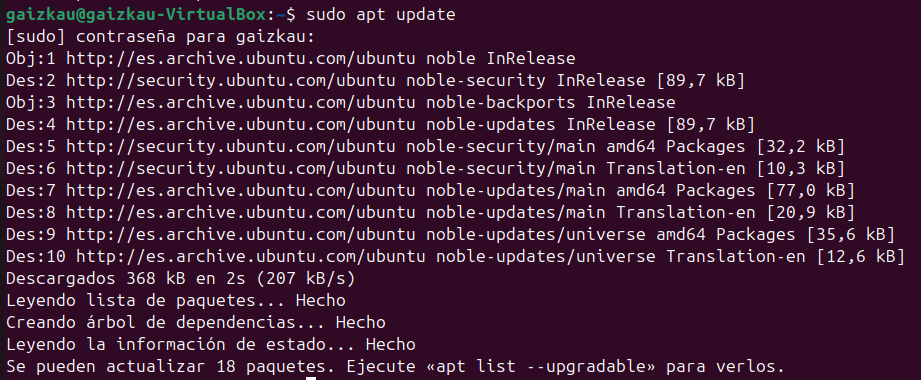 gaizkau@gaizkau-VirtualBox:~$ sudo apt update
[sudo] contraseña para gaizkau:
Obj:1 http://es.archive.ubuntu.com/ubuntu noble InRelease
Des:2 http://security.ubuntu.com/ubuntu noble-security InRelease [89,7 kB]
Obj:3 http://es.archive.ubuntu.com/ubuntu noble-backports InRelease
Des:4 http://es.archive.ubuntu.com/ubuntu noble-updates InRelease [89,7 kB]
Des:5 http://security.ubuntu.com/ubuntu noble-security/main amd64 Packages [32,2 kB]
Des:6 http://security.ubuntu.com/ubuntu noble-security/main Translation-en [10,3 kB]
Des:7 http://es.archive.ubuntu.com/ubuntu noble-updates/main amd64 Packages [77,0 kB]
Des:8 http://es.archive.ubuntu.com/ubuntu noble-updates/main Translation-en [20,9 kB]
Des:9 http://es.archive.ubuntu.com/ubuntu noble-updates/universe amd64 Packages [35,6 kB]
Des:10 http://es.archive.ubuntu.com/ubuntu noble-updates/universe Translation-en [12,6 kB]
Descargados 368 kB en 2s (207 kB/s)
Leyendo lista de paquetes... Hecho
Creando árbol de dependencias... Hecho
Leyendo la información de estado... Hecho
Se pueden actualizar 18 paquetes. Ejecute «apt list --upgradable» para verlos.